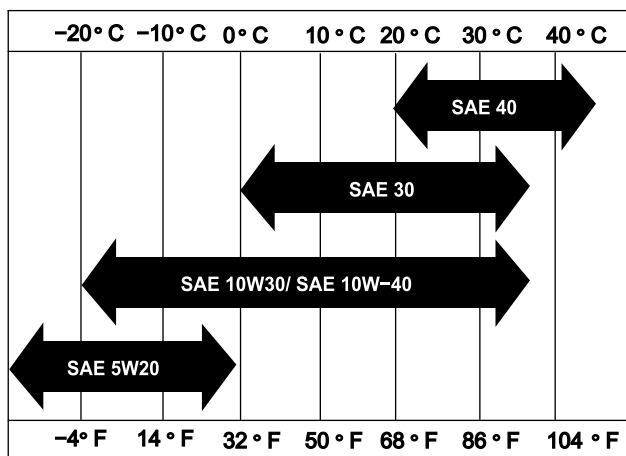 −20° C −10° C 0° C 10° C 20° C 30° C 40° C
SAE 40
SAE 30
SAE 10W30/ SAE 10W−40
SAE 5W20
−4° F 14° F 32° F 50° F 68° F 86° F 104° F